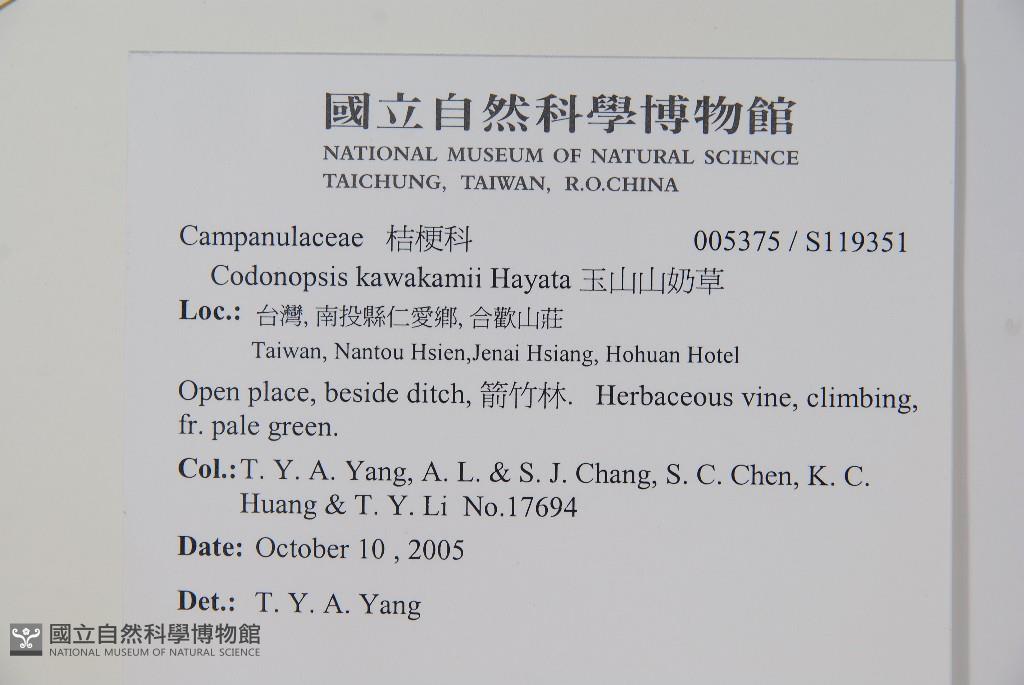 國立自然科學博物館
NATIONAL MUSEUM OF NATURAL SCIENCE
TAICHUNG, TAIWAN, R.O.CHINA
Campanulaceae 桔梗科 005375 / S119351
Codonopsis kawakamii Hayata 玉山山奶草
Loc.: 台灣, 南投縣仁愛鄉, 合歡山莊
Taiwan, Nantou Hsien,Jenai Hsiang, Hohuan Hotel
Open place, beside ditch, 箭竹林. Herbaceous vine, climbing,
fr. pale green.
Col.: T. Y. A. Yang, A. L. & S. J. Chang, S. C. Chen, K. C.
Huang & T. Y. Li No.17694
Date: October 10 , 2005
Det.: T. Y. A. Yang
國立自然科學博物館
NATIONAL MUSEUM OF NATURAL SCIENCE